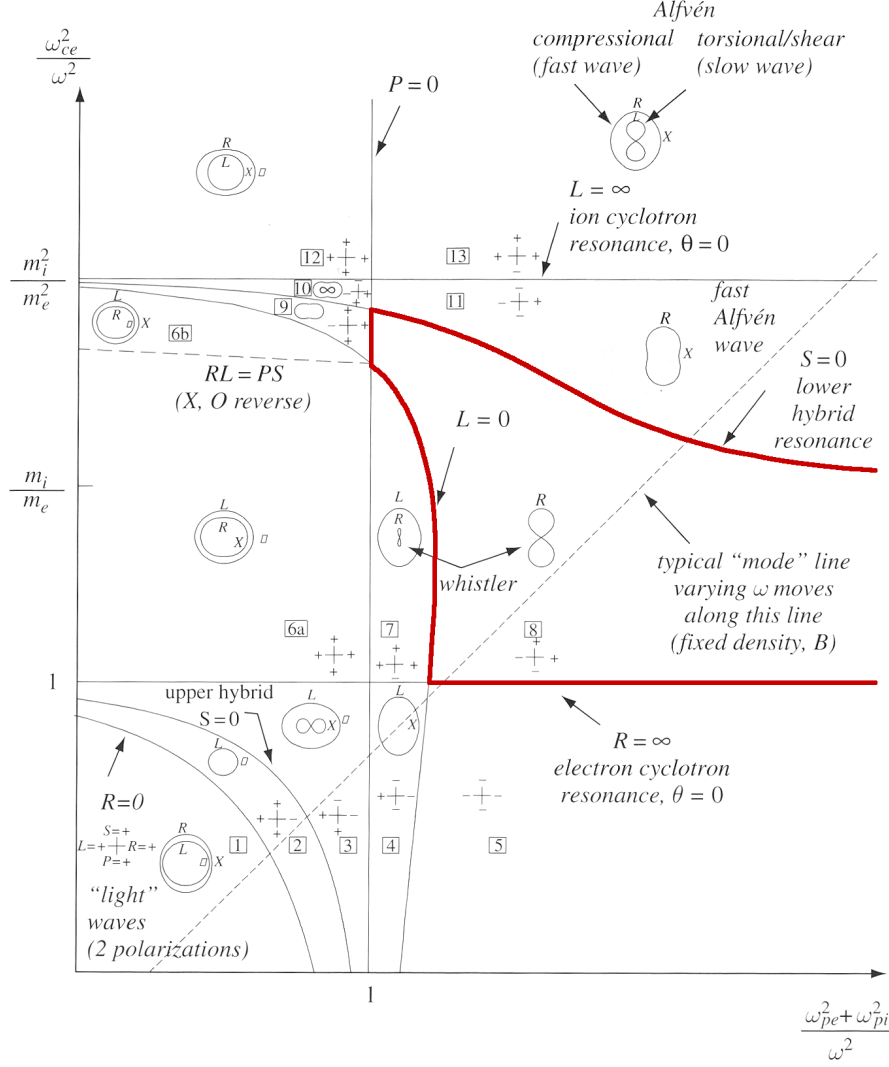 Alfvén
compressional torsional/shear
(fast wave) (slow wave)
ω²ce
ω²
P = 0
R
L
X
R
L
X
L = ∞
ion cyclotron
resonance, θ = 0
12
13
S=+
m²i
m²e
10
∞
9
11
fast
Alfvén
wave
L
R
X
6b
R
X
S = 0
lower
hybrid
resonance
RL = PS
(X, O reverse)
L = 0
mi
me
L
R
X
L
R
R
whistler
typical “mode” line
varying ω moves
along this line
(fixed density, B)
6a
7
8
1
upper hybrid
S = 0
L
X
L
X
L
R = ∞
electron cyclotron
resonance, θ = 0
R=0
L=+ R=+
P=+
R
L
X
1
2
3
4
5
“light”
waves
(2 polarizations)
1
ω²pe + ω²pi
ω²